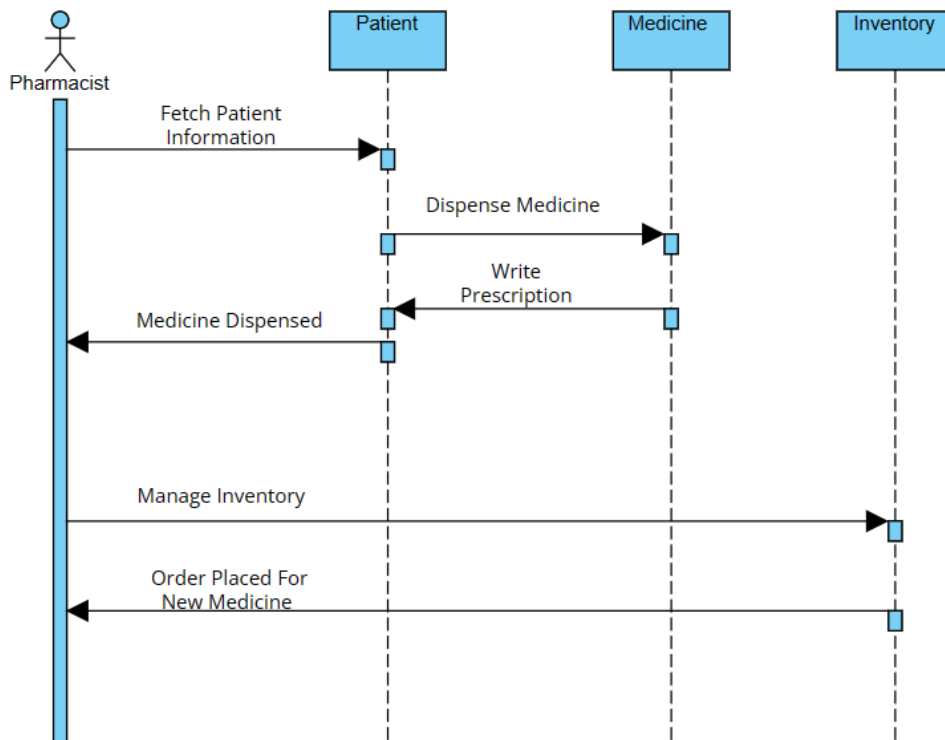 Patient
Medicine
Inventory
Pharmacist
Fetch Patient
Information
Dispense Medicine
Write
Prescription
Medicine Dispensed
Manage Inventory
Order Placed For
New Medicine